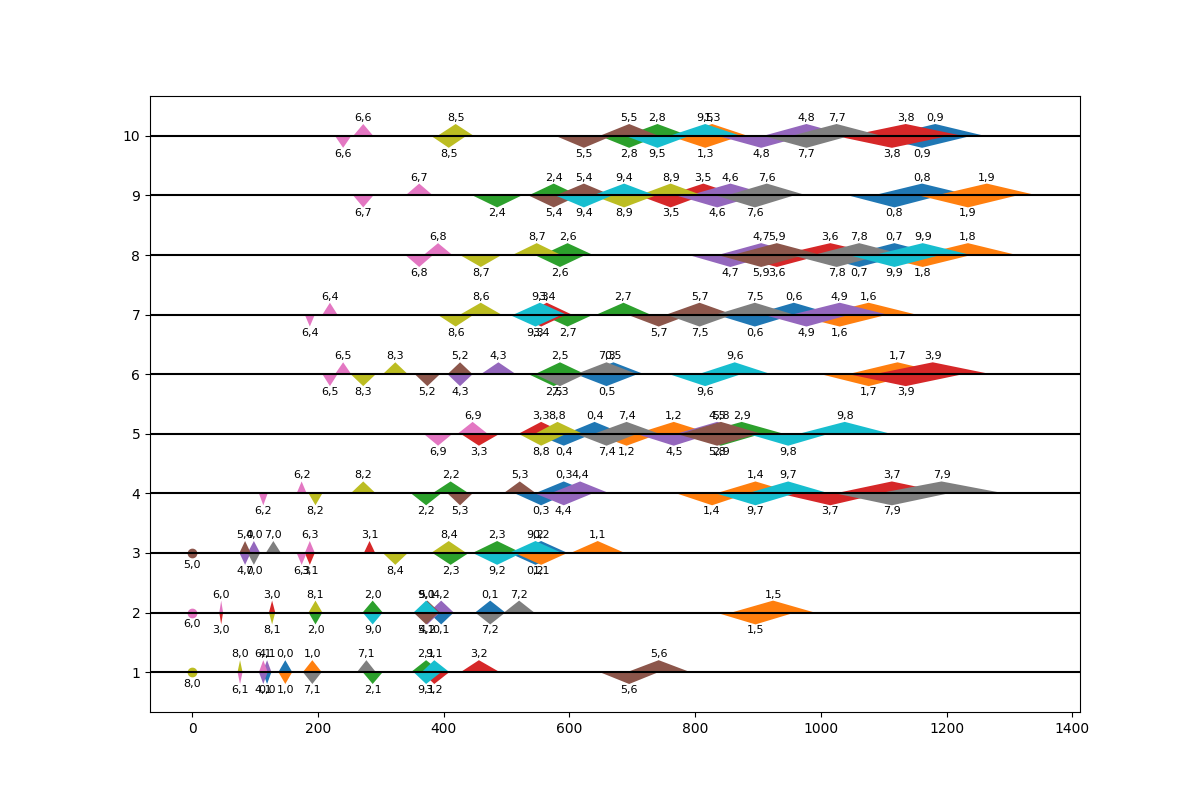 6,6 8,5 5,5 2,8 9,5 1,3 4,8 7,7 3,8 0,9
10
6,6 8,5 5,5 2,8 9,5 1,3 4,8 7,7 3,8 0,9
6,7 2,4 5,4 9,4 8,9 3,5 4,6 7,6 0,8 1,9
9
6,7 2,4 5,4 9,4 8,9 3,5 4,6 7,6 0,8 1,9
6,8 8,7 2,6 4,7 5,9 3,6 7,8 0,7 9,9 1,8
8
6,8 8,7 2,6 4,7 5,9 3,6 7,8 0,7 9,9 1,8
6,4 8,6 9,3 3,4 2,7 5,7 7,5 0,6 4,9 1,6
7
6,4 8,6 9,3 3,4 2,7 5,7 7,5 0,6 4,9 1,6
6,5 8,3 5,2 4,3 2,5 7,3 0,5 9,6 1,7 3,9
6
6,5 8,3 5,2 4,3 2,5 7,3 0,5 9,6 1,7 3,9
6,9 3,3 8,8 0,4 7,4 1,2 4,5 5,8 2,9 9,8
5
6,9 3,3 8,8 0,4 7,4 1,2 4,5 5,8 2,9 9,8
6,2 8,2 2,2 5,3 0,3 4,4 1,4 9,7 3,7 7,9
4
6,2 8,2 2,2 5,3 0,3 4,4 1,4 9,7 3,7 7,9
5,0 4,0 7,0 6,3 3,1 8,4 2,3 9,2 0,2 1,1
3
5,0 4,0 7,0 6,3 3,1 8,4 2,3 9,2 0,2 1,1
6,0 3,0 8,1 2,0 9,0 5,1 4,2 0,1 7,2 1,5
2
6,0 3,0 8,1 2,0 9,0 5,1 4,2 0,1 7,2 1,5
8,0 6,1 4,1 0,0 1,0 7,1 2,1 9,1 3,2 5,6
1
8,0 6,1 4,1 0,0 1,0 7,1 2,1 9,1 3,2 5,6
0 200 400 600 800 1000 1200 1400